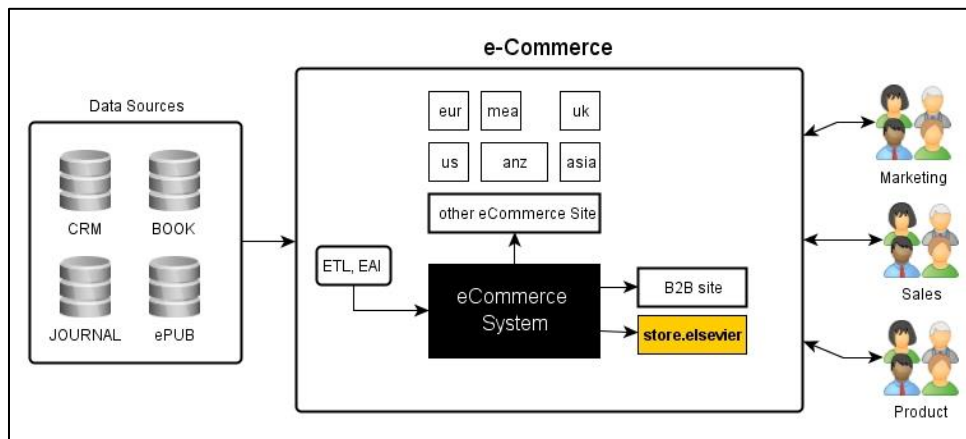 e-Commerce
Data Sources
CRM
BOOK
JOURNAL
ePUB
eur
mea
uk
us
anz
asia
other eCommerce Site
ETL, EAI
eCommerce
System
B2B site
store.elsevier
Marketing
Sales
Product